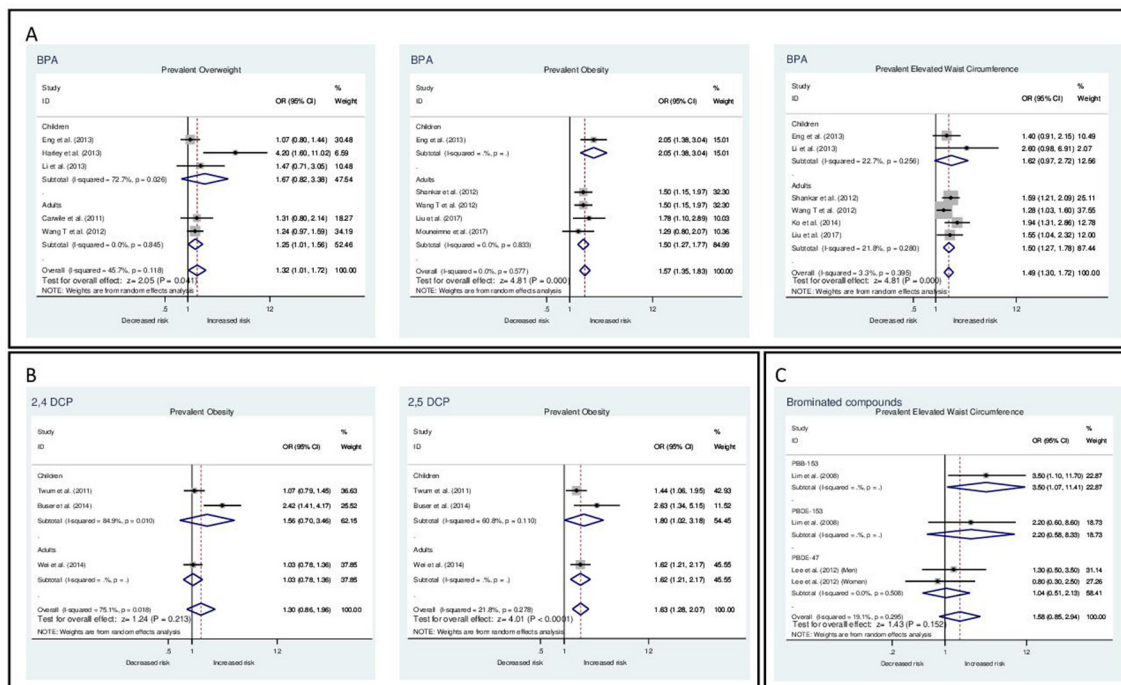 A
BPA
Prevalent Overweight
Study %
ID OR (95% CI) Weight
Children
Eng et al. (2013) 1.07 (0.80, 1.44) 30.48
Harley et al. (2013) 4.20 (1.60, 11.02) 6.59
Li et al. (2013) 1.47 (0.71, 3.05) 10.48
Subtotal (I-squared = 72.7%, p = 0.026) 1.67 (0.82, 3.38) 47.54
.
Adults
Carwile et al. (2011) 1.31 (0.80, 2.14) 18.27
Wang T et al. (2012) 1.24 (0.97, 1.59) 34.19
Subtotal (I-squared = 0.0%, p = 0.845) 1.25 (1.01, 1.56) 52.46
.
Overall (I-squared = 45.7%, p = 0.118) 1.32 (1.01, 1.72) 100.00
Test for overall effect: z= 2.05 (P = 0.041)
NOTE: Weights are from random effects analysis
.5 1 12
Decreased risk Increased risk
BPA
Prevalent Obesity
Study %
ID OR (95% CI) Weight
Children
Eng et al. (2013) 2.05 (1.38, 3.04) 15.01
Subtotal (I-squared = .%, p = .) 2.05 (1.38, 3.04) 15.01
.
Adults
Shankar et al. (2012) 1.50 (1.15, 1.97) 32.30
Wang T et al. (2012) 1.50 (1.15, 1.97) 32.30
Liu et al. (2017) 1.78 (1.10, 2.89) 10.03
Mouneimne et al. (2017) 1.29 (0.80, 2.07) 10.36
Subtotal (I-squared = 0.0%, p = 0.833) 1.50 (1.27, 1.77) 84.99
.
Overall (I-squared = 0.0%, p = 0.577) 1.57 (1.35, 1.83) 100.00
Test for overall effect: z= 4.81 (P = 0.000)
NOTE: Weights are from random effects analysis
.5 1 12
Decreased risk Increased risk
BPA
Prevalent Elevated Waist Circumference
Study %
ID OR (95% CI) Weight
Children
Eng et al. (2013) 1.40 (0.91, 2.15) 10.49
Li et al. (2013) 2.60 (0.98, 6.91) 2.07
Subtotal (I-squared = 22.7%, p = 0.256) 1.62 (0.97, 2.72) 12.56
.
Adults
Shankar et al. (2012) 1.59 (1.21, 2.09) 25.11
Wang T et al. (2012) 1.28 (1.03, 1.60) 37.55
Ko et al. (2014) 1.94 (1.31, 2.86) 12.78
Liu et al. (2017) 1.55 (1.04, 2.32) 12.00
Subtotal (I-squared = 21.8%, p = 0.280) 1.50 (1.27, 1.78) 87.44
.
Overall (I-squared = 3.3%, p = 0.395) 1.49 (1.30, 1.72) 100.00
Test for overall effect: z= 4.81 (P = 0.000)
NOTE: Weights are from random effects analysis
.5 1 12
Decreased risk Increased risk
B
2,4 DCP
Prevalent Obesity
Study %
ID OR (95% CI) Weight
Children
Twum et al. (2011) 1.07 (0.79, 1.45) 36.63
Buser et al. (2014) 2.42 (1.41, 4.17) 25.52
Subtotal (I-squared = 84.9%, p = 0.010) 1.56 (0.70, 3.46) 62.15
.
Adults
Wei et al. (2014) 1.03 (0.78, 1.36) 37.85
Subtotal (I-squared = .%, p = .) 1.03 (0.78, 1.36) 37.85
.
Overall (I-squared = 75.1%, p = 0.018) 1.30 (0.86, 1.96) 100.00
Test for overall effect: z= 1.24 (P = 0.213)
NOTE: Weights are from random effects analysis
.5 1 12
Decreased risk Increased risk
2,5 DCP
Prevalent Obesity
Study %
ID OR (95% CI) Weight
Children
Twum et al. (2011) 1.44 (1.06, 1.95) 42.93
Buser et al. (2014) 2.63 (1.34, 5.15) 11.52
Subtotal (I-squared = 60.8%, p = 0.110) 1.80 (1.02, 3.18) 54.45
.
Adults
Wei et al. (2014) 1.62 (1.21, 2.17) 45.55
Subtotal (I-squared = .%, p = .) 1.62 (1.21, 2.17) 45.55
.
Overall (I-squared = 21.8%, p = 0.278) 1.63 (1.28, 2.07) 100.00
Test for overall effect: z= 4.01 (P < 0.0001)
NOTE: Weights are from random effects analysis
.5 1 12
Decreased risk Increased risk
C
Brominated compounds
Prevalent Elevated Waist Circumference
Study %
ID OR (95% CI) Weight
PBB-153
Lim et al. (2008) 3.50 (1.10, 11.70) 22.87
Subtotal (I-squared = .%, p = .) 3.50 (1.07, 11.41) 22.87
.
PBDE-153
Lim et al. (2008) 2.20 (0.60, 8.60) 18.73
Subtotal (I-squared = .%, p = .) 2.20 (0.58, 8.33) 18.73
.
PBDE-47
Lee et al. (2012) (Men) 1.30 (0.50, 3.50) 31.14
Lee et al. (2012) (Women) 0.80 (0.30, 2.50) 27.26
Subtotal (I-squared = 0.0%, p = 0.508) 1.04 (0.51, 2.13) 58.41
.
Overall (I-squared = 19.1%, p = 0.295) 1.58 (0.85, 2.94) 100.00
Test for overall effect: z= 1.43 (P = 0.152)
NOTE: Weights are from random effects analysis
.2 1 12
Decreased risk Increased risk